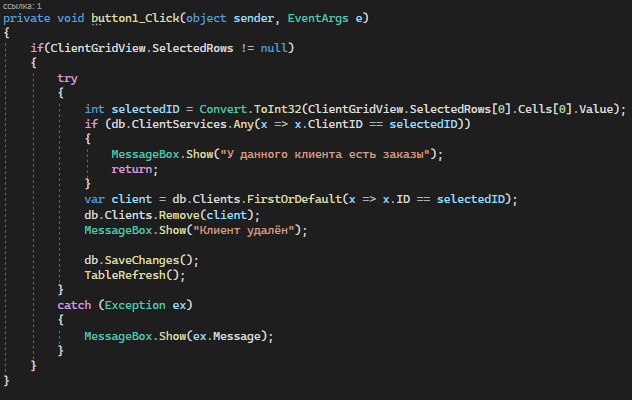 ссылка: 1
private void button1_Click(object sender, EventArgs e)
{
    if(ClientGridView.SelectedRows != null)
    {
        try
        {
            int selectedID = Convert.ToInt32(ClientGridView.SelectedRows[0].Cells[0].Value);
            if (db.ClientServices.Any(x => x.ClientID == selectedID))
            {
                MessageBox.Show("У данного клиента есть заказы");
                return;
            }
            var client = db.Clients.FirstOrDefault(x => x.ID == selectedID);
            db.Clients.Remove(client);
            MessageBox.Show("Клиент удалён");

            db.SaveChanges();
            TableRefresh();
        }
        catch (Exception ex)
        {
            MessageBox.Show(ex.Message);
        }
    }
}